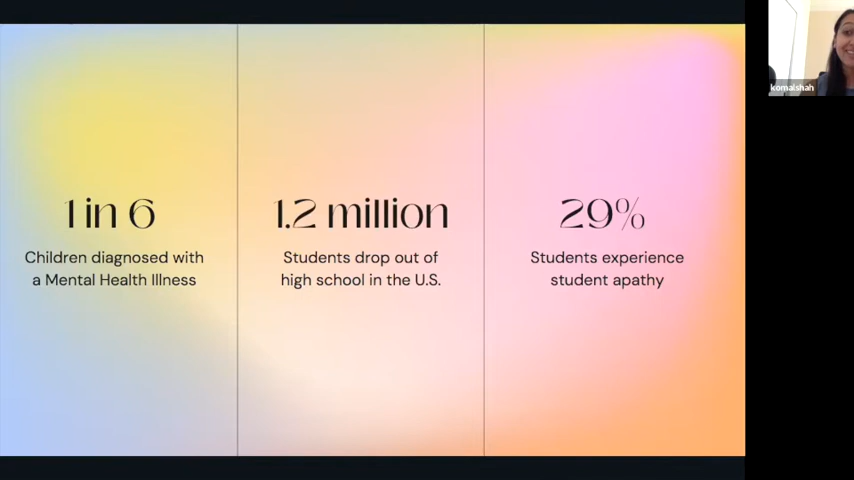 1 in 6
Children diagnosed with
a Mental Health Illness
1.2 million
Students drop out of
high school in the U.S.
29%
Students experience
student apathy
komalshah